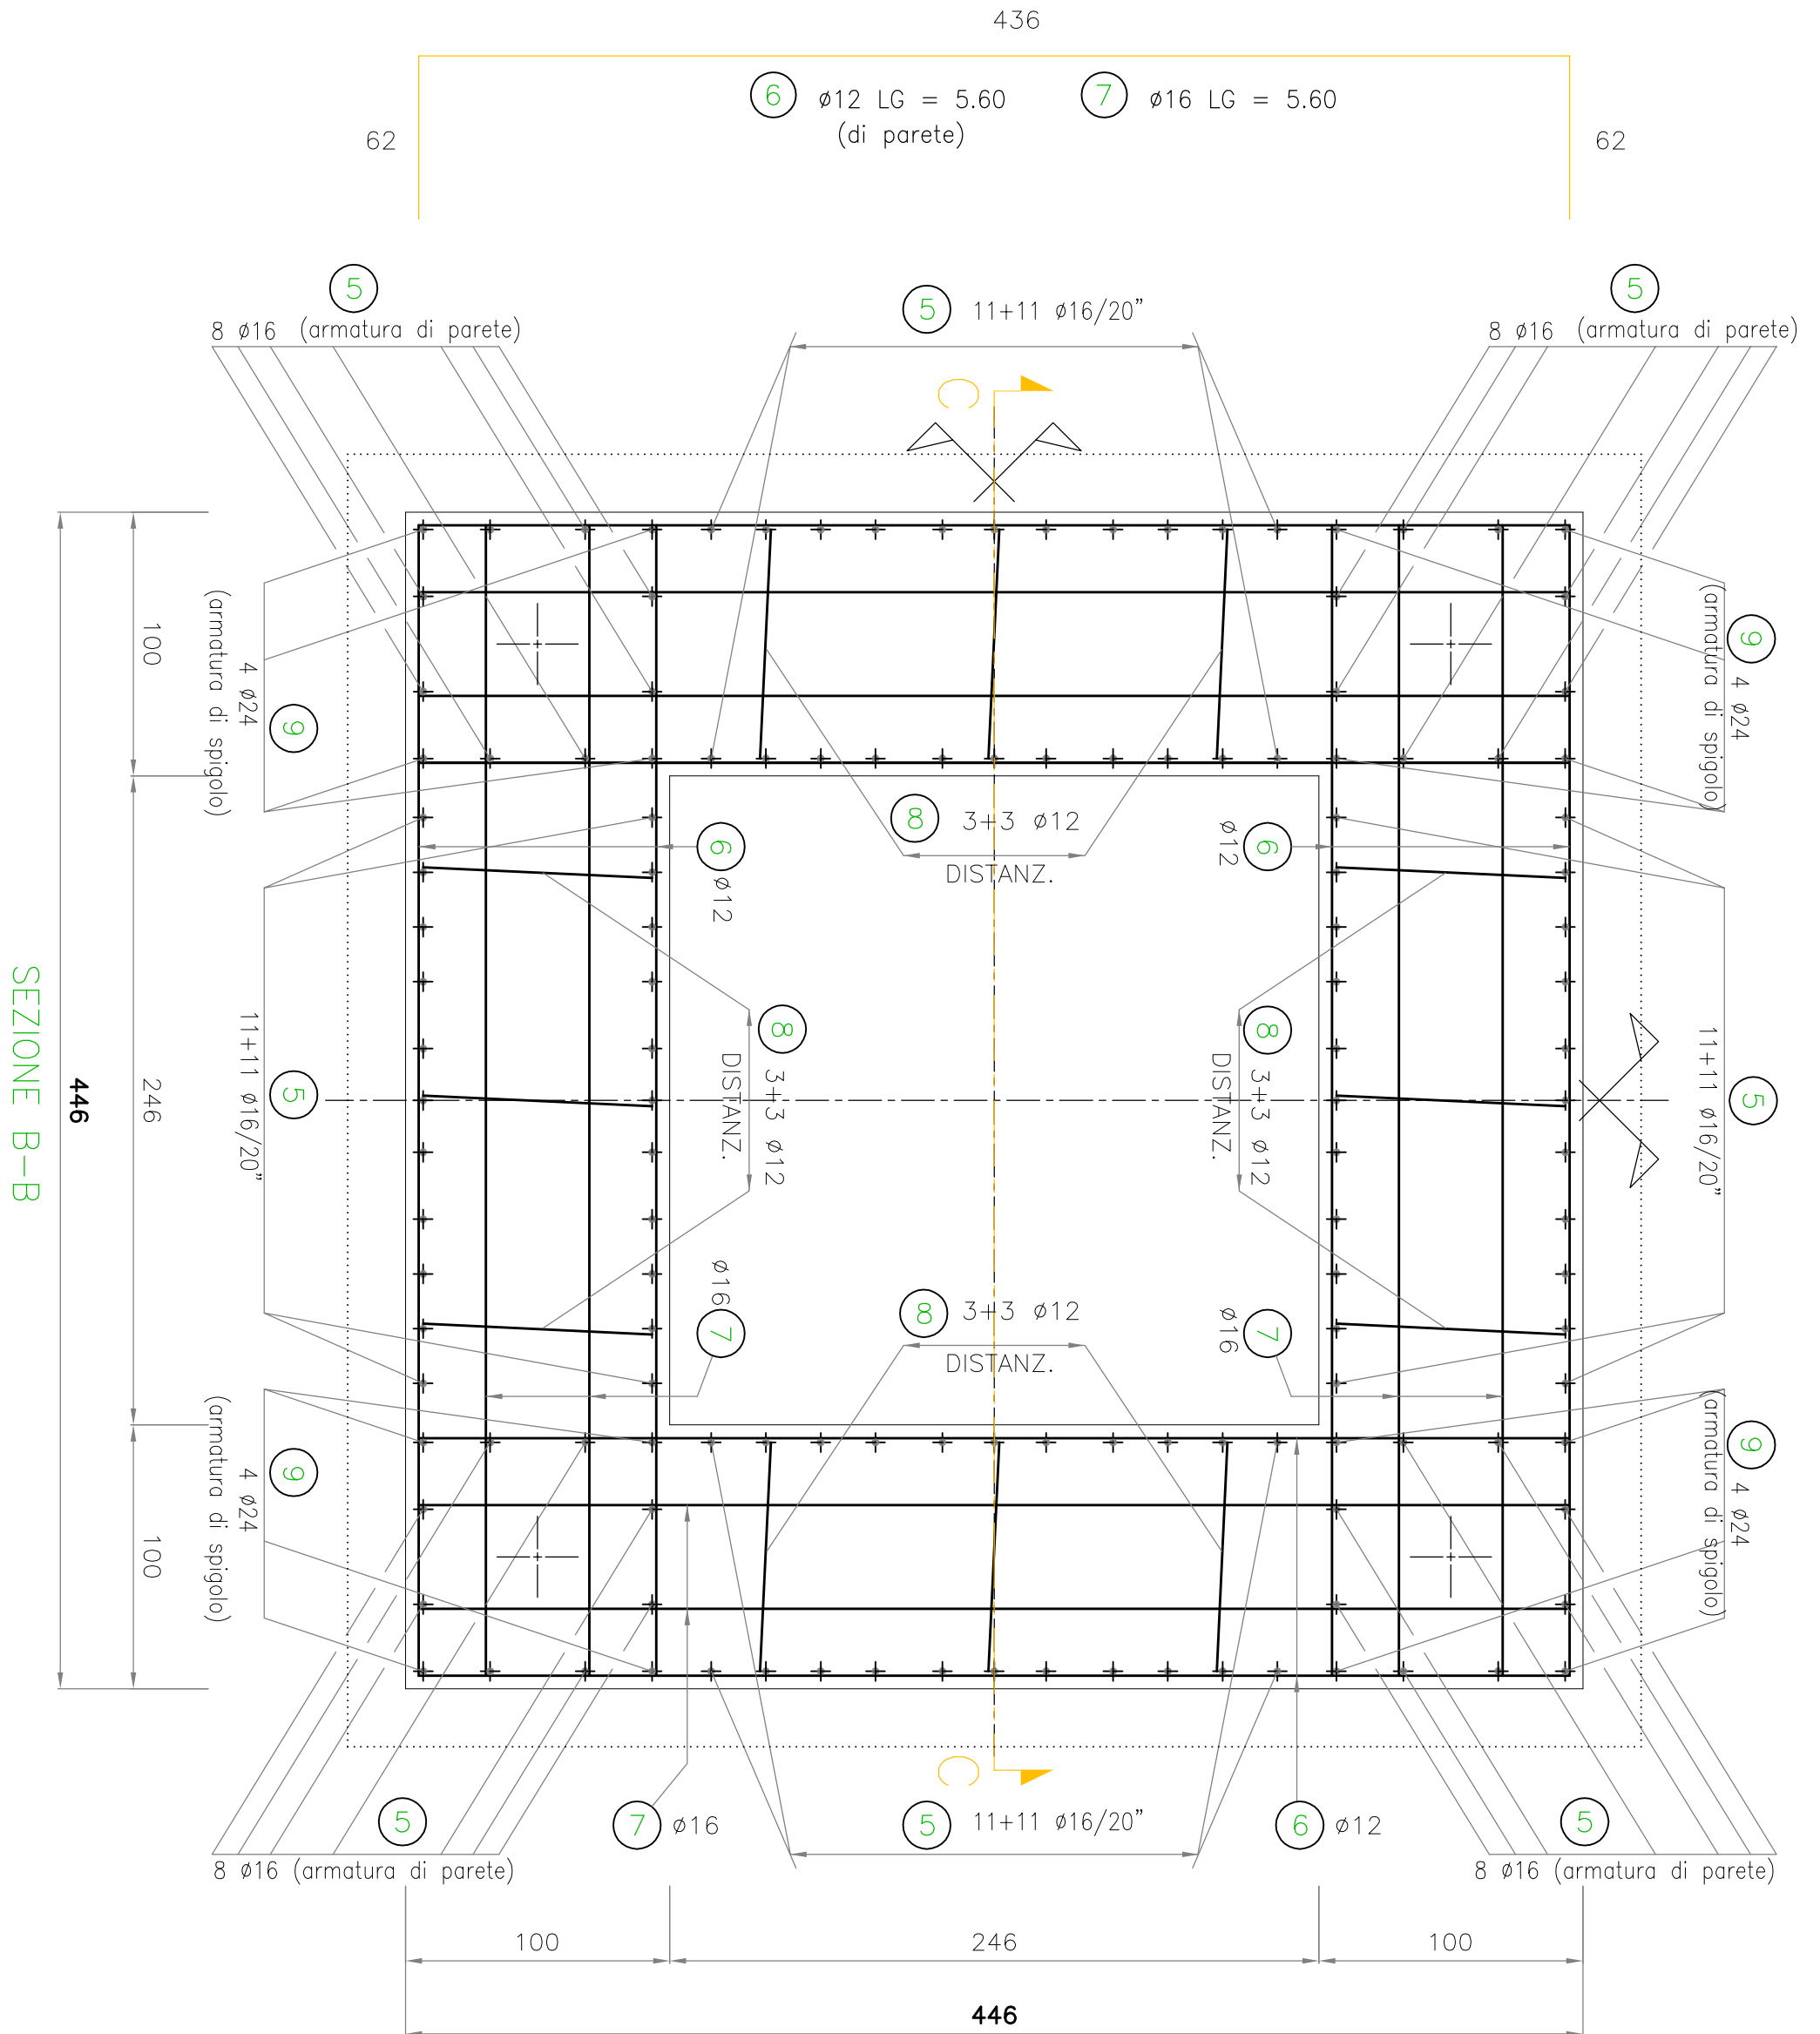 436
6 ø12 LG = 5.60 7 ø16 LG = 5.60
(di parete)
62 62
5 5
5 11+11 ø16/20”
8 ø16 (armatura di parete) 8 ø16 (armatura di parete)
C
100
(armatura di spigolo)
4 ø24
9
9
4 ø24
(armatura di spigolo)
8 3+3 ø12
DISTANZ.
6 ø12
ø12 6
SEZIONE B-B
446
246
11+11 ø16/20”
5
8
3+3 ø12
DISTANZ.
8
3+3 ø12
DISTANZ.
11+11 ø16/20”
5
ø16
7
8 3+3 ø12
DISTANZ.
ø16
7
100
(armatura di spigolo)
4 ø24
9
9
4 ø24
(armatura di spigolo)
C
5 5
7 ø16 5 11+11 ø16/20” 6 ø12
8 ø16 (armatura di parete) 8 ø16 (armatura di parete)
100 246 100
446